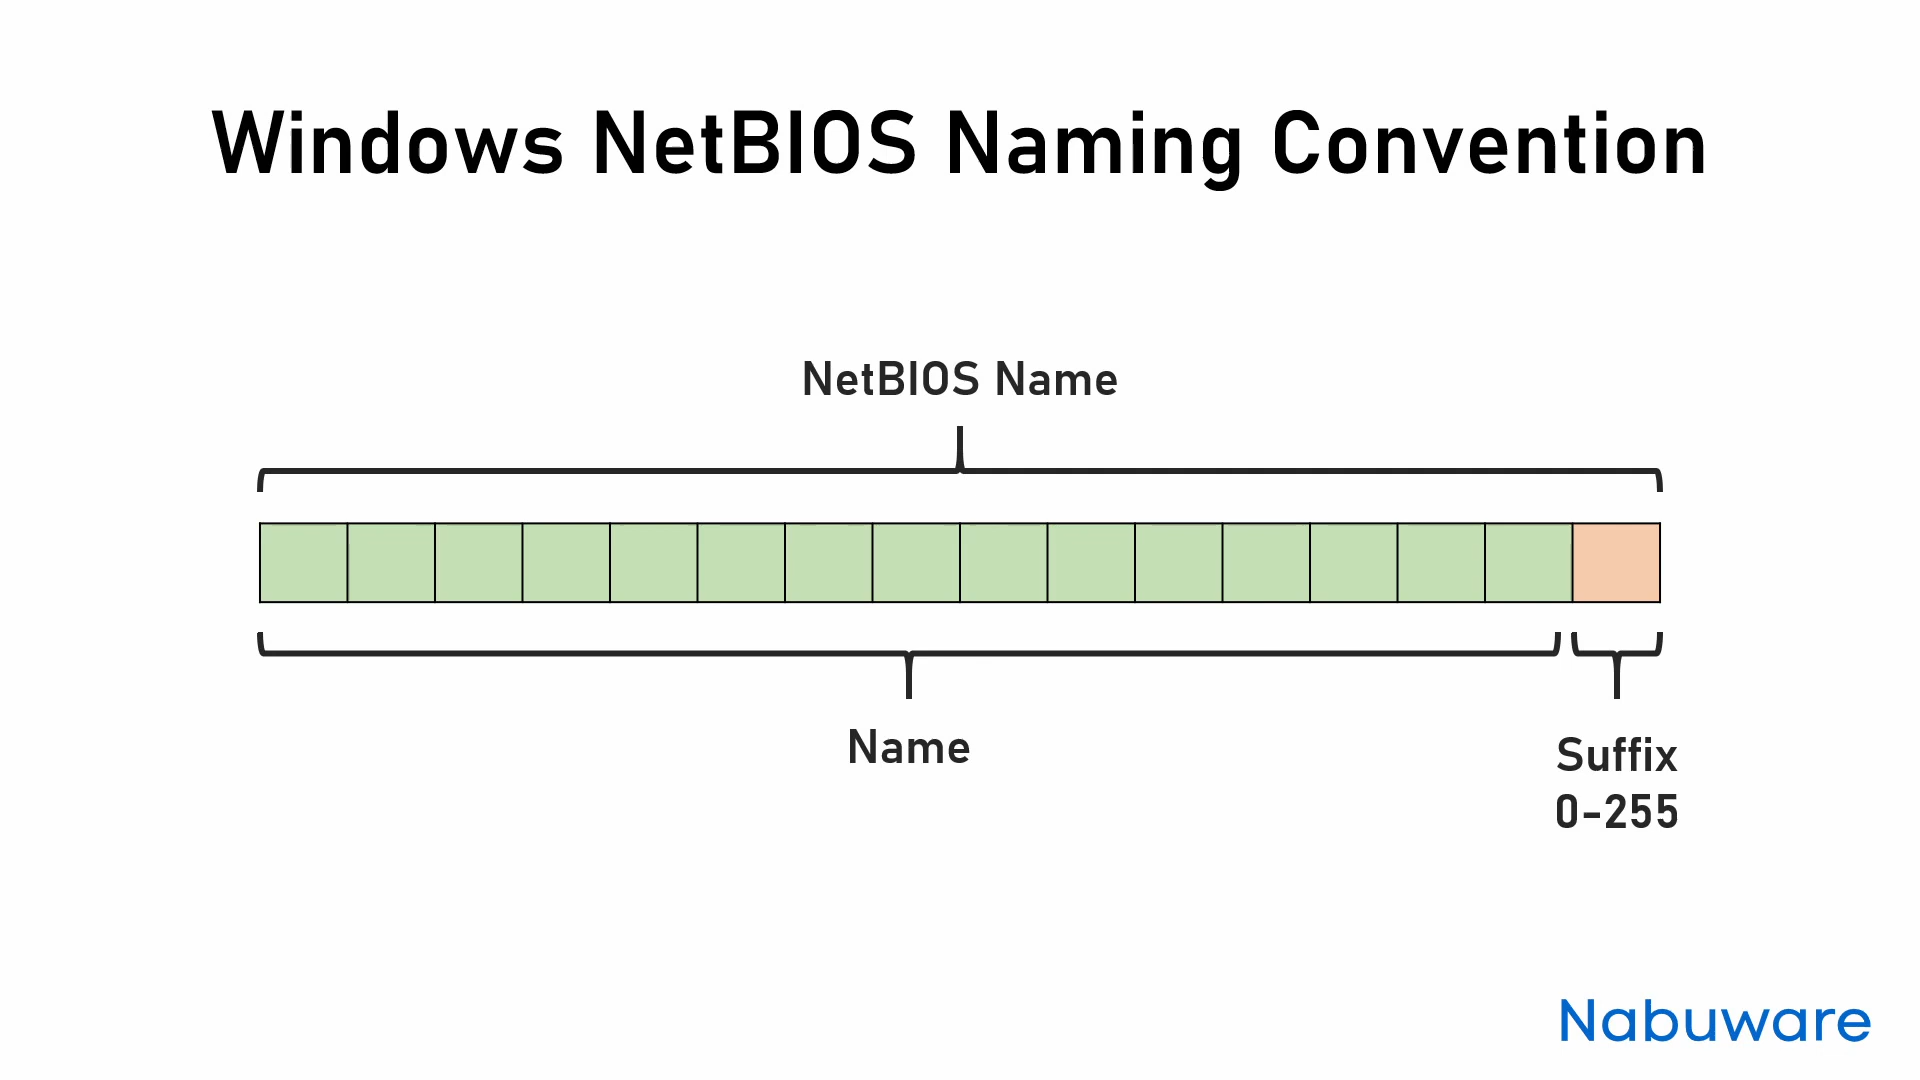 Windows NetBIOS Naming Convention
NetBIOS Name
Name
Suffix
0-255
Nabuware